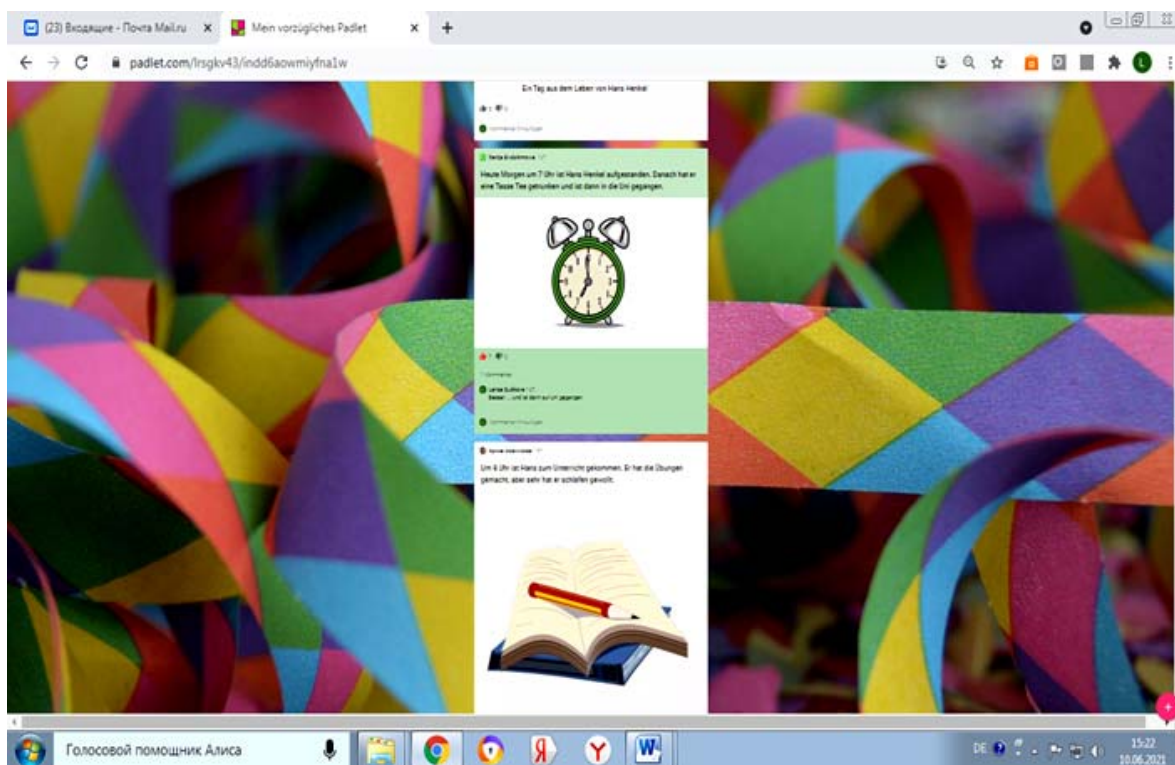 (23) Входящие - Почта Mail.ru
Mein vorzügliches Padlet
padlet.com/lrsgkv43/indd6aowmiyfna1w
Ein Tag aus dem Leben von Hans Henkel
Heute Morgen um 7 Uhr ist Hans Henkel aufgestanden. Danach hat er
eine Tasse Tee getrunken und ist dann in die Uni gegangen.
Kommentar hinzufügen
Um 8 Uhr ist Hans zum Unterricht gekommen. Er hat die Übungen
gemacht, aber sehr hat er schlafen gewollt.
Голосовой помощник Алиса
DE
15:22
10.06.2021